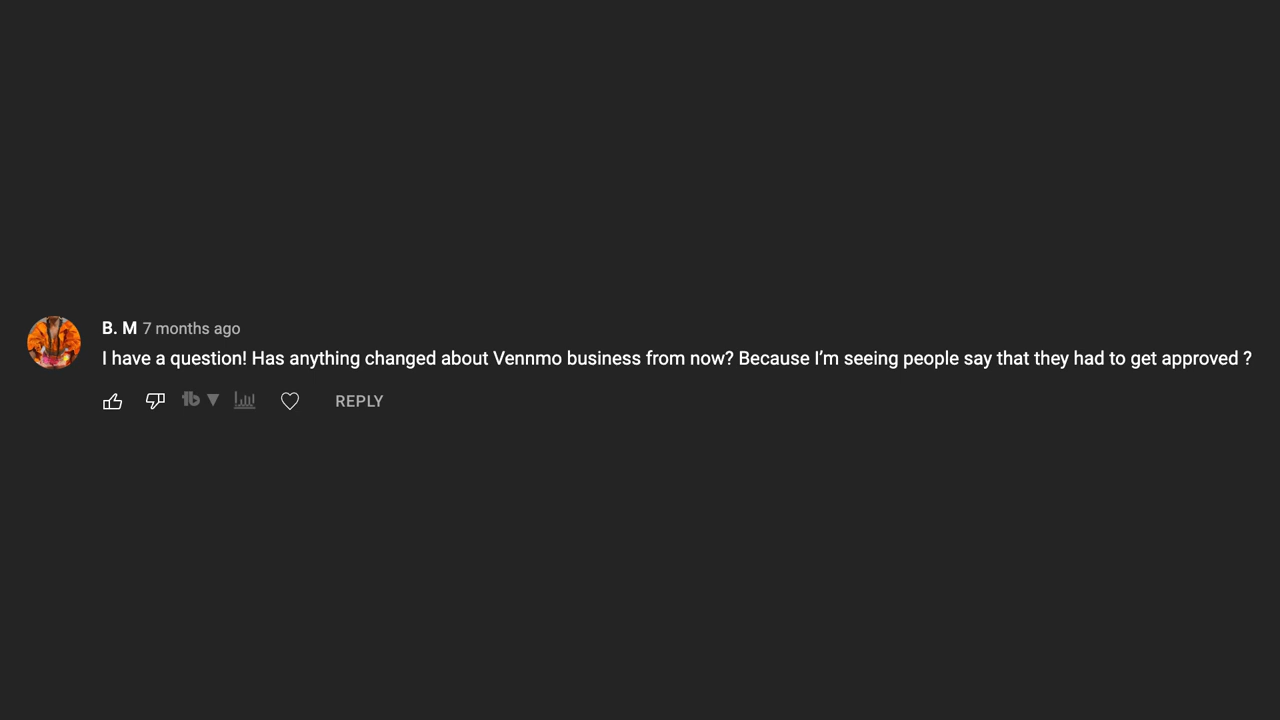 B. M 7 months ago
I have a question! Has anything changed about Vennmo business from now? Because I’m seeing people say that they had to get approved ?
tb
REPLY